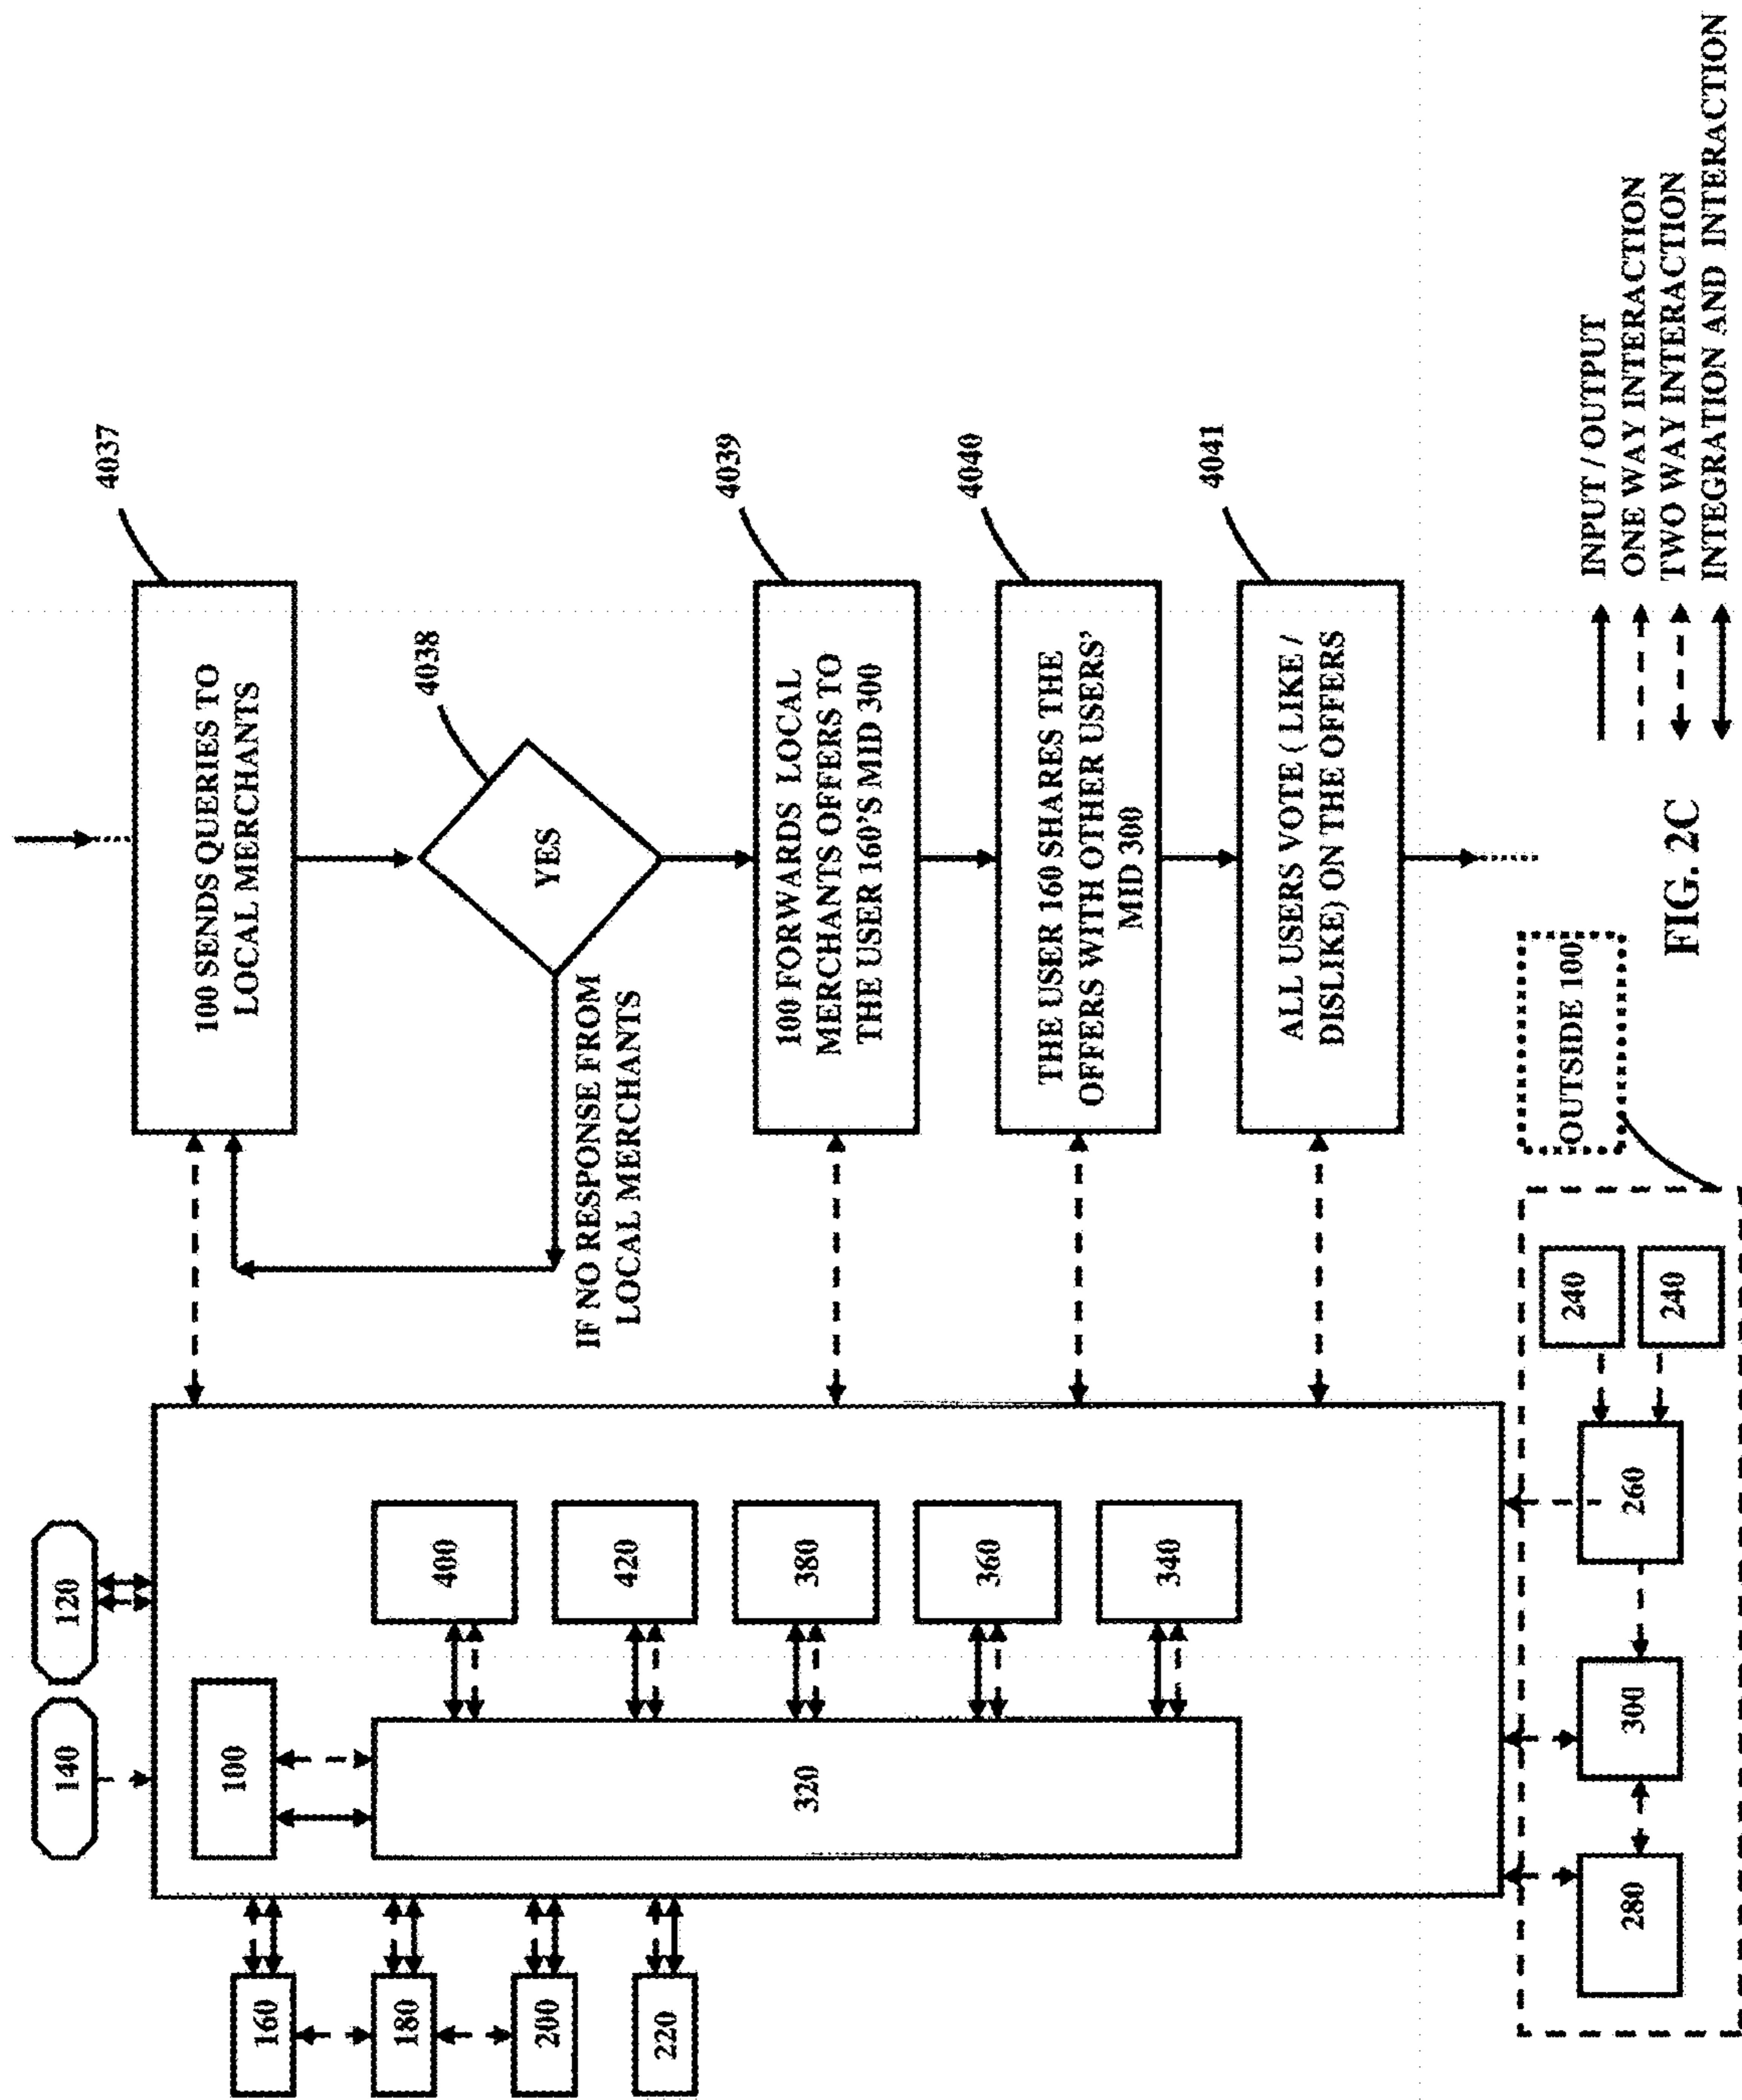 140
120
100
320
400
420
380
360
340
160
180
200
220
4037
100 SENDS QUERIES TO
LOCAL MERCHANTS
4038
YES
IF NO RESPONSE FROM
LOCAL MERCHANTS
4039
100 FORWARDS LOCAL
MERCHANTS OFFERS TO
THE USER 160'S MID 300
4040
THE USER 160 SHARES THE
OFFERS WITH OTHER USERS'
MID 300
4041
ALL USERS VOTE ( LIKE /
DISLIKE) ON THE OFFERS
OUTSIDE 100
280
300
260
240
240
FIG. 2C
INPUT / OUTPUT
ONE WAY INTERACTION
TWO WAY INTERACTION
INTEGRATION AND INTERACTION